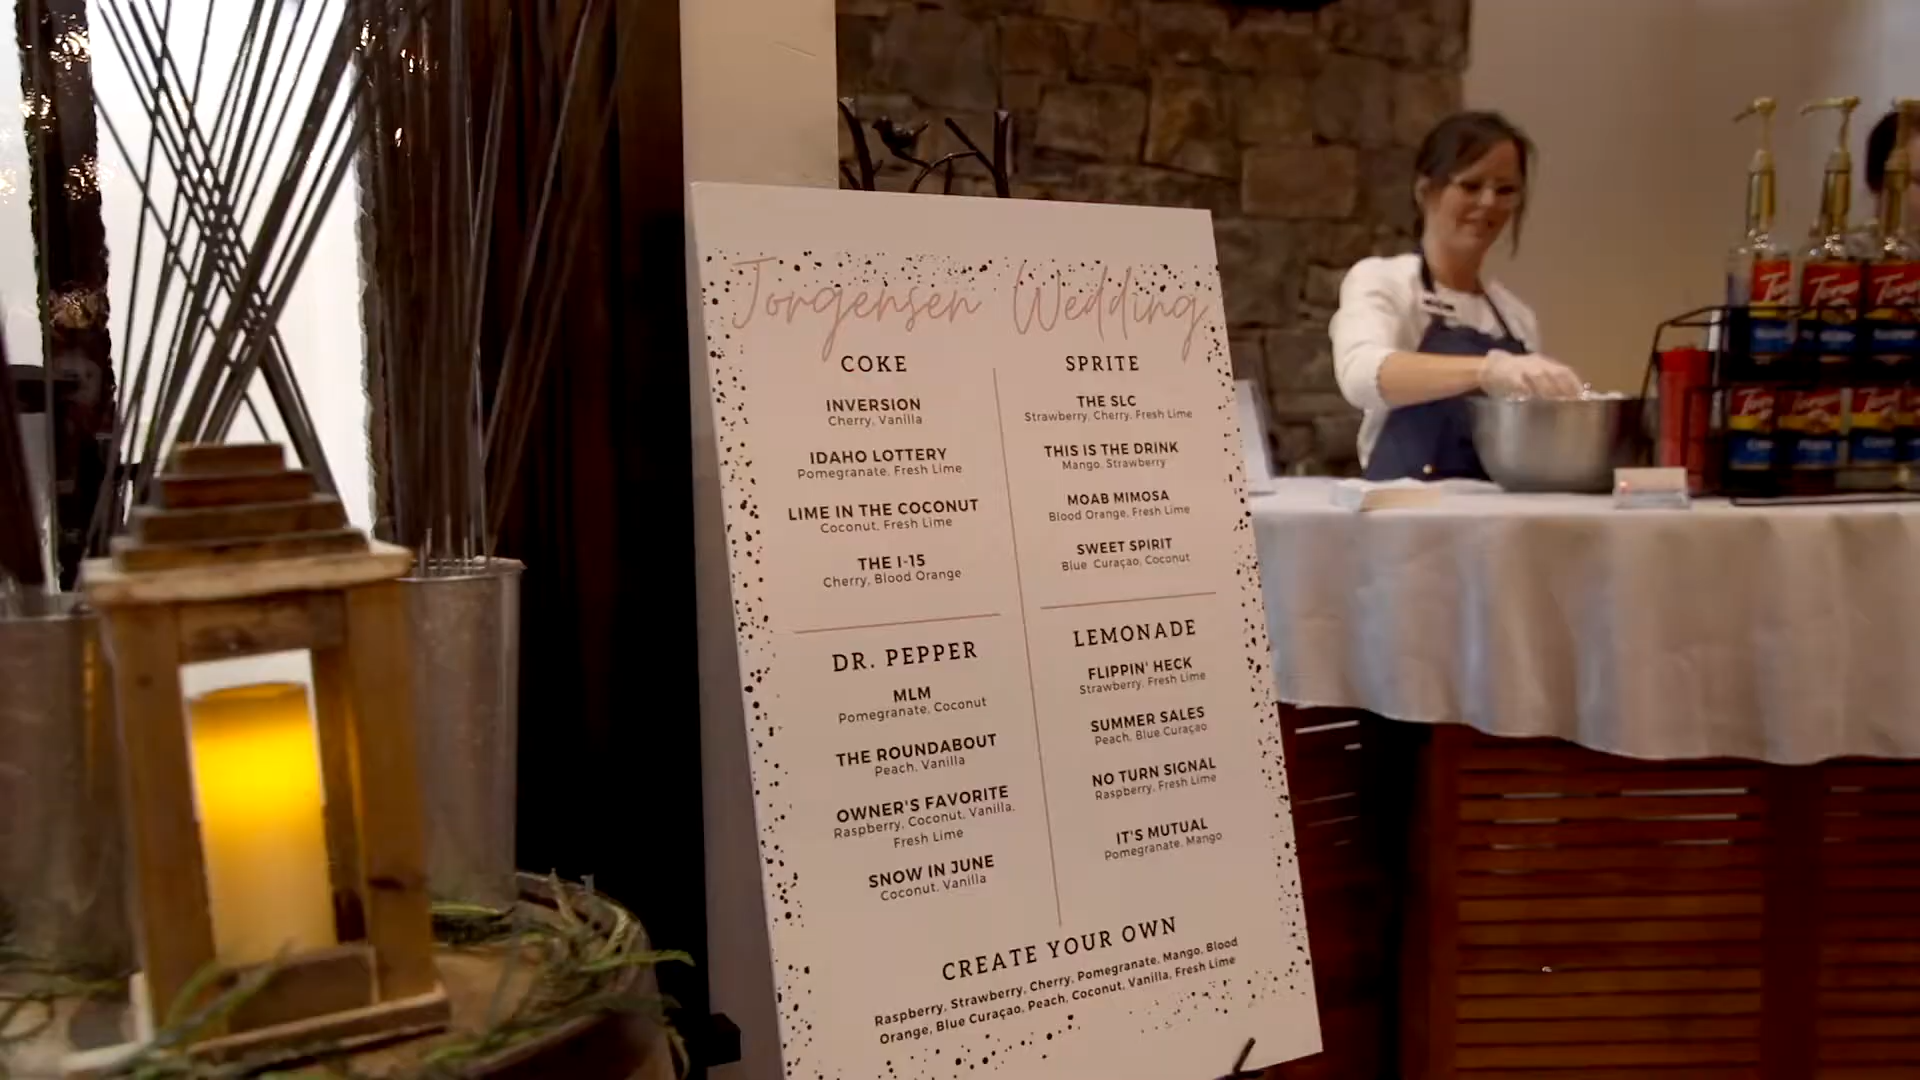 Jorgensen Wedding
COKE
INVERSION
Cherry, Vanilla
IDAHO LOTTERY
Pomegranate, Fresh Lime
LIME IN THE COCONUT
Coconut, Fresh Lime
THE I-15
Cherry, Blood Orange
SPRITE
THE SLC
Strawberry, Cherry, Fresh Lime
THIS IS THE DRINK
Mango, Strawberry
MOAB MIMOSA
Blood Orange, Fresh Lime
SWEET SPIRIT
Blue Curaçao, Coconut
DR. PEPPER
MLM
Pomegranate, Coconut
THE ROUNDABOUT
Peach, Vanilla
OWNER'S FAVORITE
Raspberry, Coconut, Vanilla,
Fresh Lime
SNOW IN JUNE
Coconut, Vanilla
LEMONADE
FLIPPIN' HECK
Strawberry, Fresh Lime
SUMMER SALES
Peach, Blue Curaçao
NO TURN SIGNAL
Raspberry, Fresh Lime
IT'S MUTUAL
Pomegranate, Mango
CREATE YOUR OWN
Raspberry, Strawberry, Cherry, Pomegranate, Mango, Blood
Orange, Blue Curaçao, Peach, Coconut, Vanilla, Fresh Lime